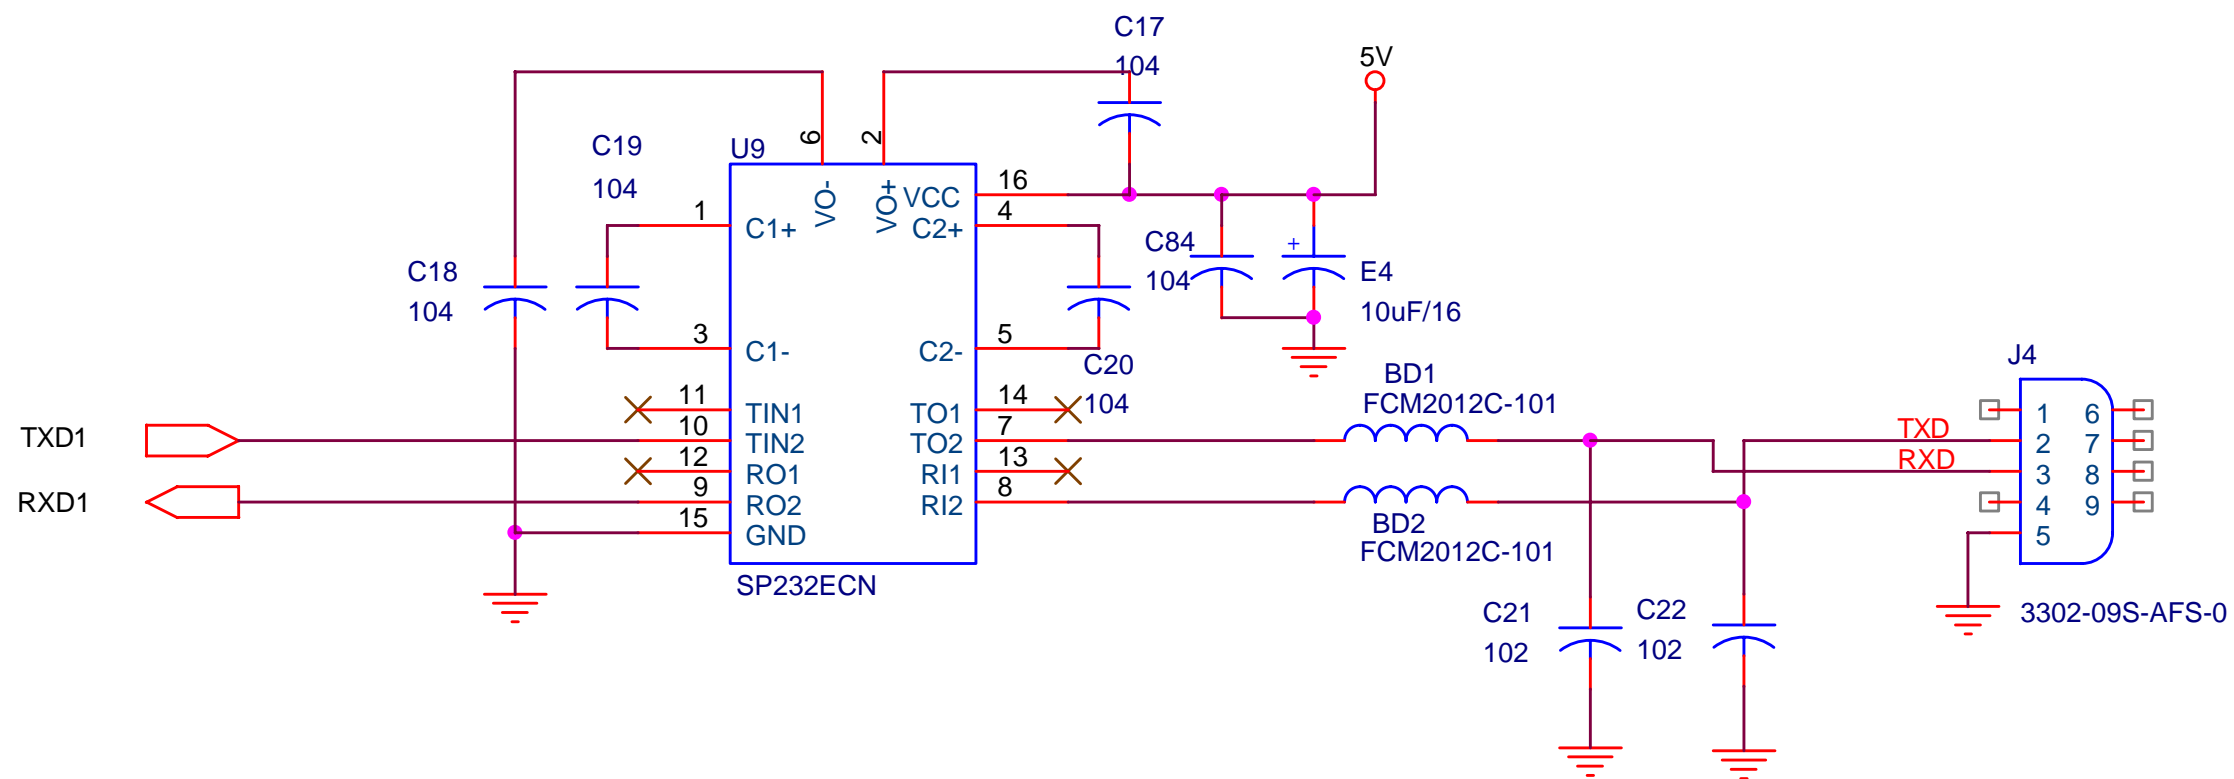 C17
104
5V
C19
104
U9
6
2
VO-
VO+
VCC
16
1
C1+
C2+
4
C84
104
+
E4
10uF/16
C18
104
3
C1-
C2-
5
C20
104
J4
BD1
FCM2012C-101
11
TIN1
TO1
14
1
6
TXD1
10
TIN2
TO2
7
TXD
2
7
12
RO1
RI1
13
RXD
3
8
RXD1
9
RO2
RI2
8
4
9
15
GND
BD2
FCM2012C-101
5
SP232ECN
C21
102
C22
102
3302-09S-AFS-0